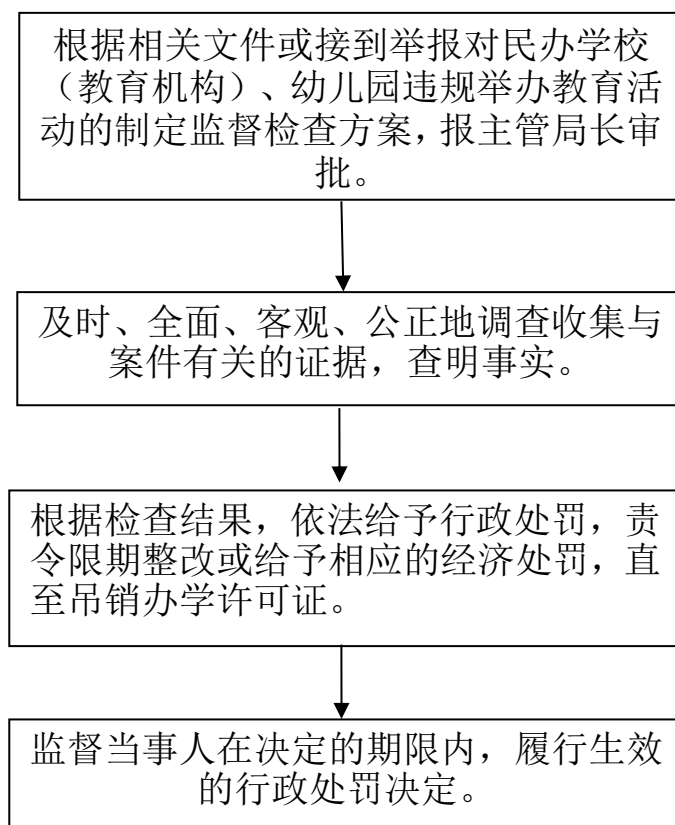 根据相关文件或接到举报对民办学校
（教育机构）、幼儿园违规举办教育活
动的制定监督检查方案，报主管局长审
批。
及时、全面、客观、公正地调查收集与
案件有关的证据，查明事实。
根据检查结果，依法给予行政处罚，责
令限期整改或给予相应的经济处罚，直
至吊销办学许可证。
监督当事人在决定的期限内，履行生效
的行政处罚决定。